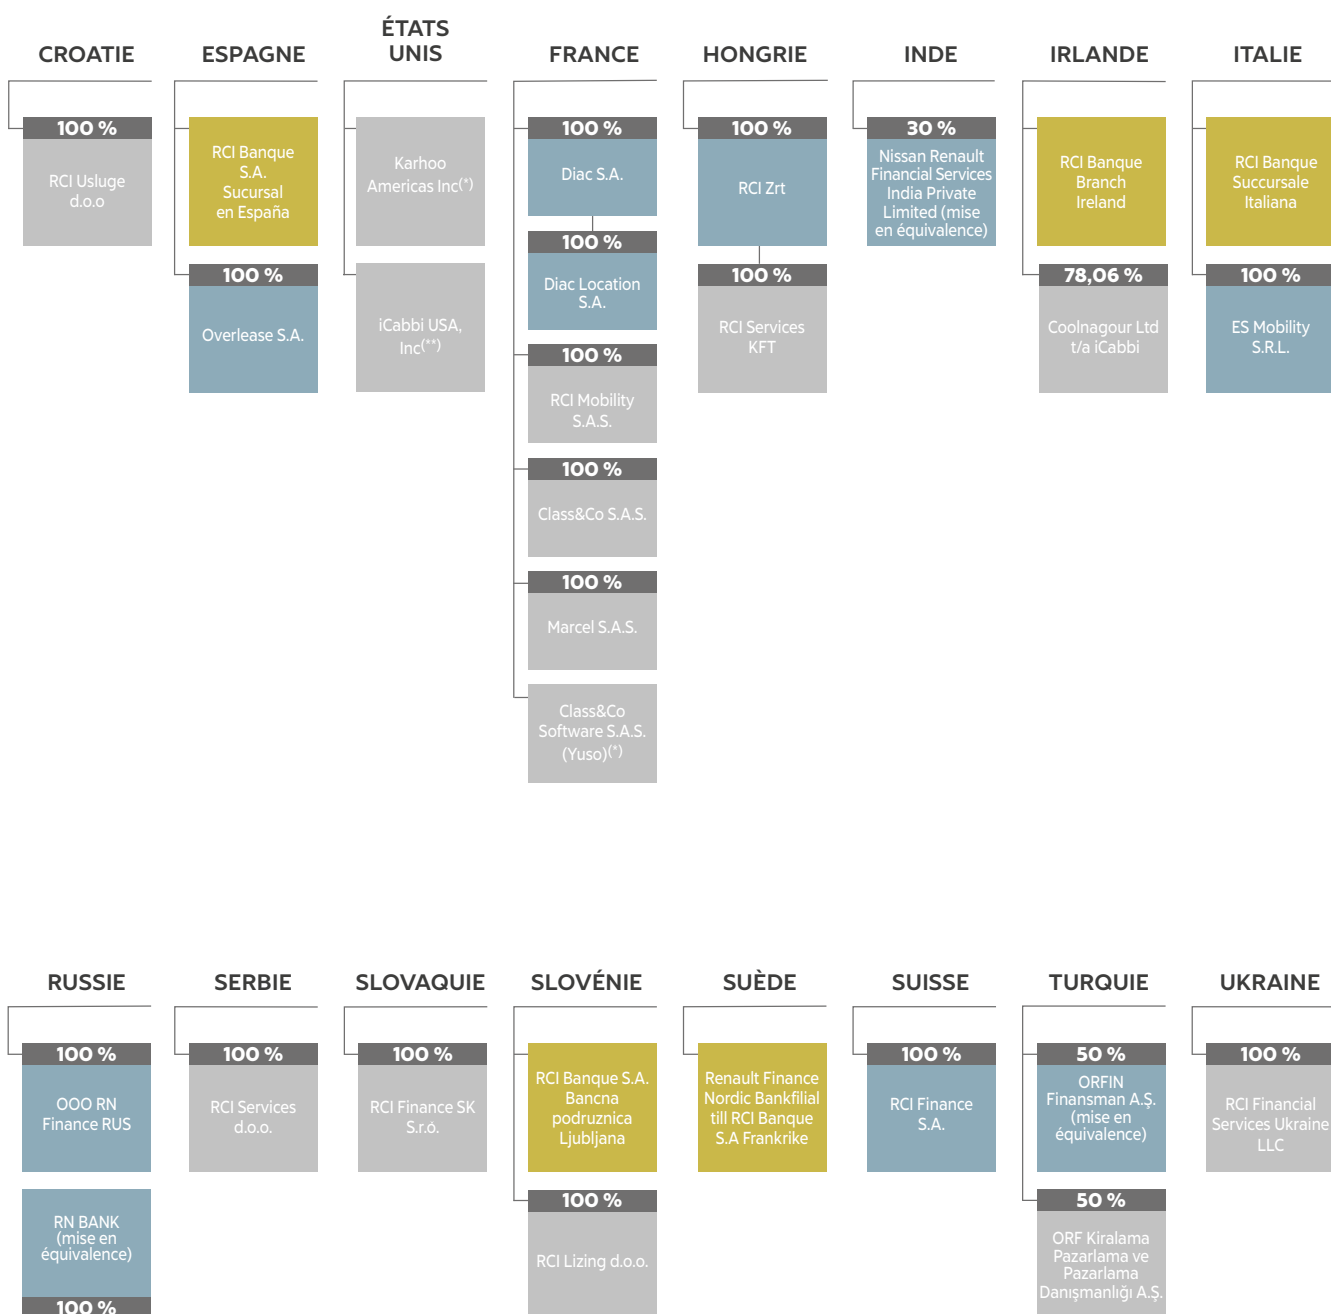 CROATIE
100 %
RCI Usluge
d.o.o
ESPAGNE
RCI Banque
S.A.
Sucursal
en España
100 %
Overlease S.A.
ÉTATS
UNIS
Karhoo
Americas Inc(*)
iCabbi USA,
Inc(**)
FRANCE
100 %
Diac S.A.
100 %
Diac Location
S.A.
100 %
RCI Mobility
S.A.S.
100 %
Class&Co S.A.S.
100 %
Marcel S.A.S.
Class&Co
Software S.A.S.
(Yuso)(*)
HONGRIE
100 %
RCI Zrt
100 %
RCI Services
KFT
INDE
30 %
Nissan Renault
Financial Services
India Private
Limited (mise
en équivalence)
IRLANDE
RCI Banque
Branch
Ireland
78,06 %
Coolnagour Ltd
t/a iCabbi
ITALIE
RCI Banque
Succursale
Italiana
100 %
ES Mobility
S.R.L.
RUSSIE
100 %
OOO RN
Finance RUS
RN BANK
(mise en
équivalence)
100 %
SERBIE
100 %
RCI Services
d.o.o.
SLOVAQUIE
100 %
RCI Finance SK
S.r.ó.
SLOVÉNIE
RCI Banque S.A.
Bancna
podruznica
Ljubljana
100 %
RCI Lizing d.o.o.
SUÈDE
Renault Finance
Nordic Bankfilial
till RCI Banque
S.A Frankrike
SUISSE
100 %
RCI Finance
S.A.
TURQUIE
50 %
ORFIN
Finansman A.Ş.
(mise en
équivalence)
50 %
ORF Kiralama
Pazarlama ve
Pazarlama
Danışmanlığı A.Ş.
UKRAINE
100 %
RCI Financial
Services Ukraine
LLC